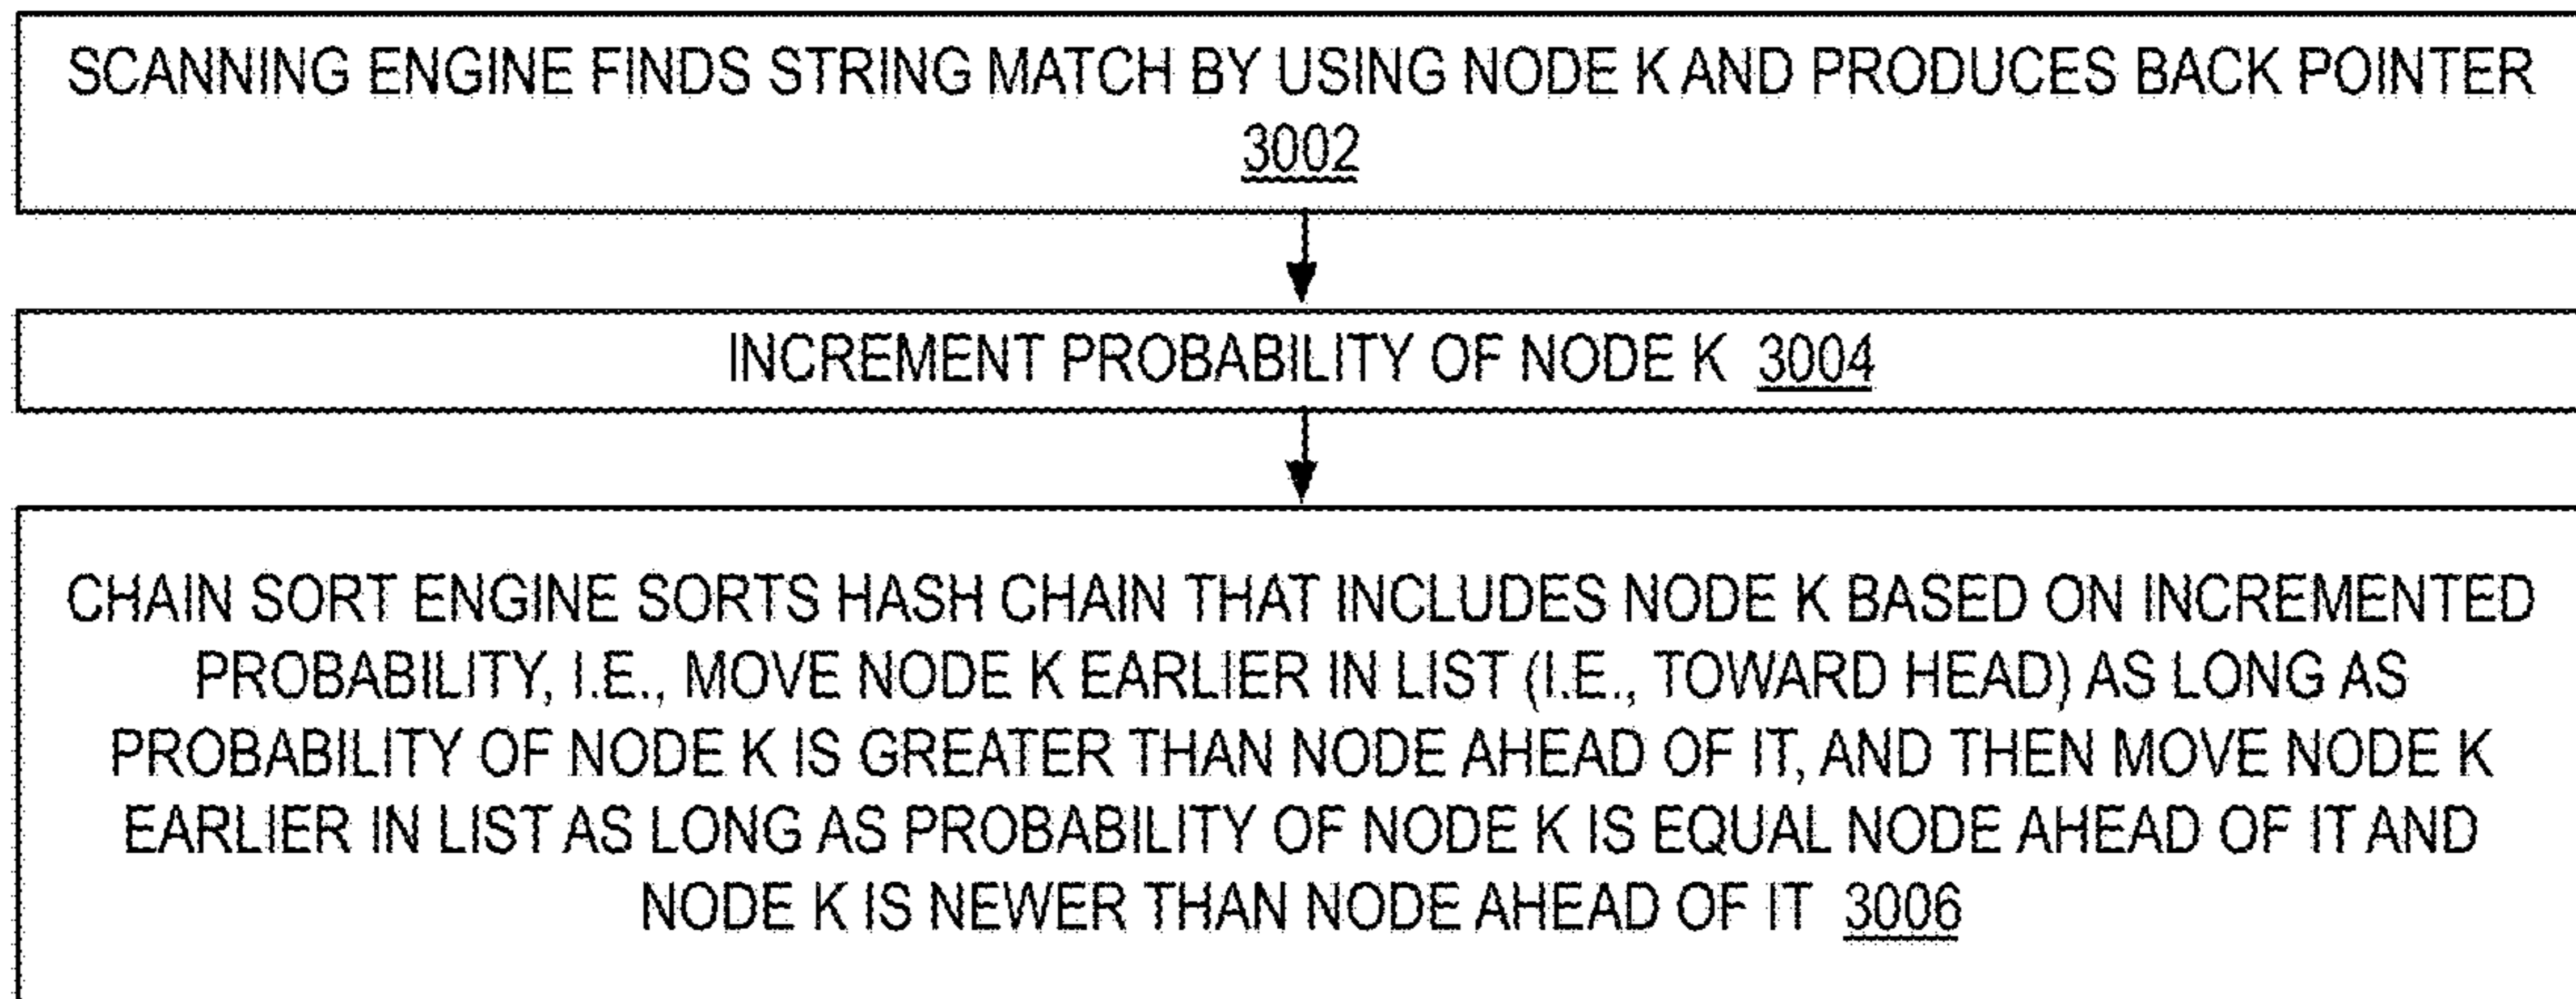 SCANNING ENGINE FINDS STRING MATCH BY USING NODE K AND PRODUCES BACK POINTER
3002
INCREMENT PROBABILITY OF NODE K 3004
CHAIN SORT ENGINE SORTS HASH CHAIN THAT INCLUDES NODE K BASED ON INCREMENTED
PROBABILITY, I.E., MOVE NODE K EARLIER IN LIST (I.E., TOWARD HEAD) AS LONG AS
PROBABILITY OF NODE K IS GREATER THAN NODE AHEAD OF IT, AND THEN MOVE NODE K
EARLIER IN LIST AS LONG AS PROBABILITY OF NODE K IS EQUAL NODE AHEAD OF IT AND
NODE K IS NEWER THAN NODE AHEAD OF IT 3006